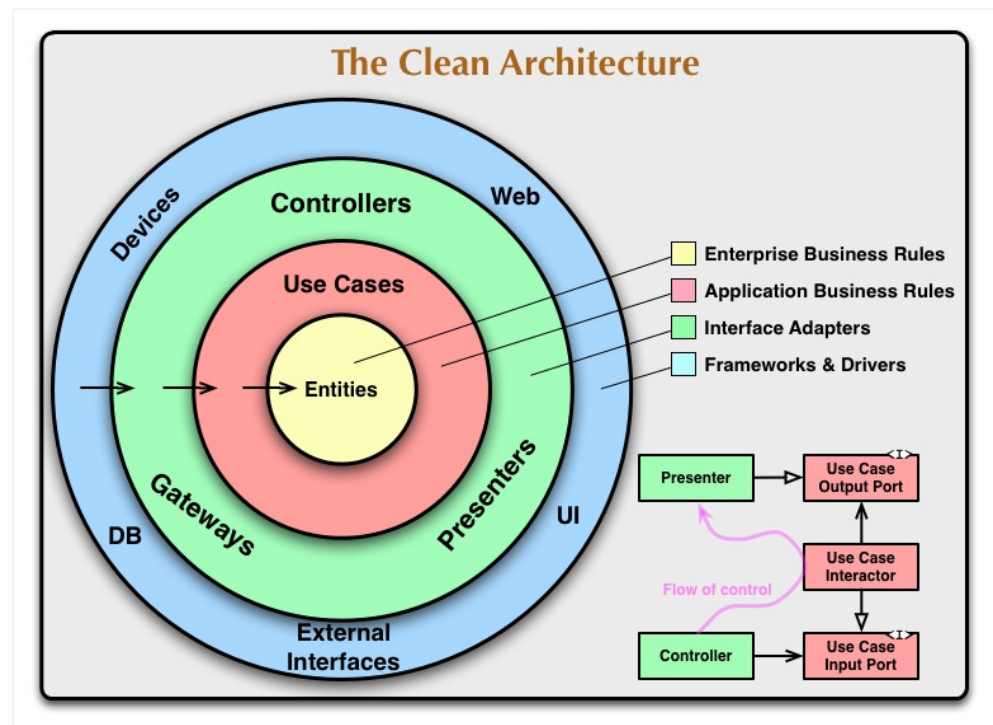 The Clean Architecture
Devices
Web
Controllers
Use Cases
Entities
Gateways
Presenters
DB
UI
External
Interfaces
Enterprise Business Rules
Application Business Rules
Interface Adapters
Frameworks & Drivers
Presenter
<I>
Use Case
Output Port
Use Case
Interactor
Flow of control
Controller
<I>
Use Case
Input Port